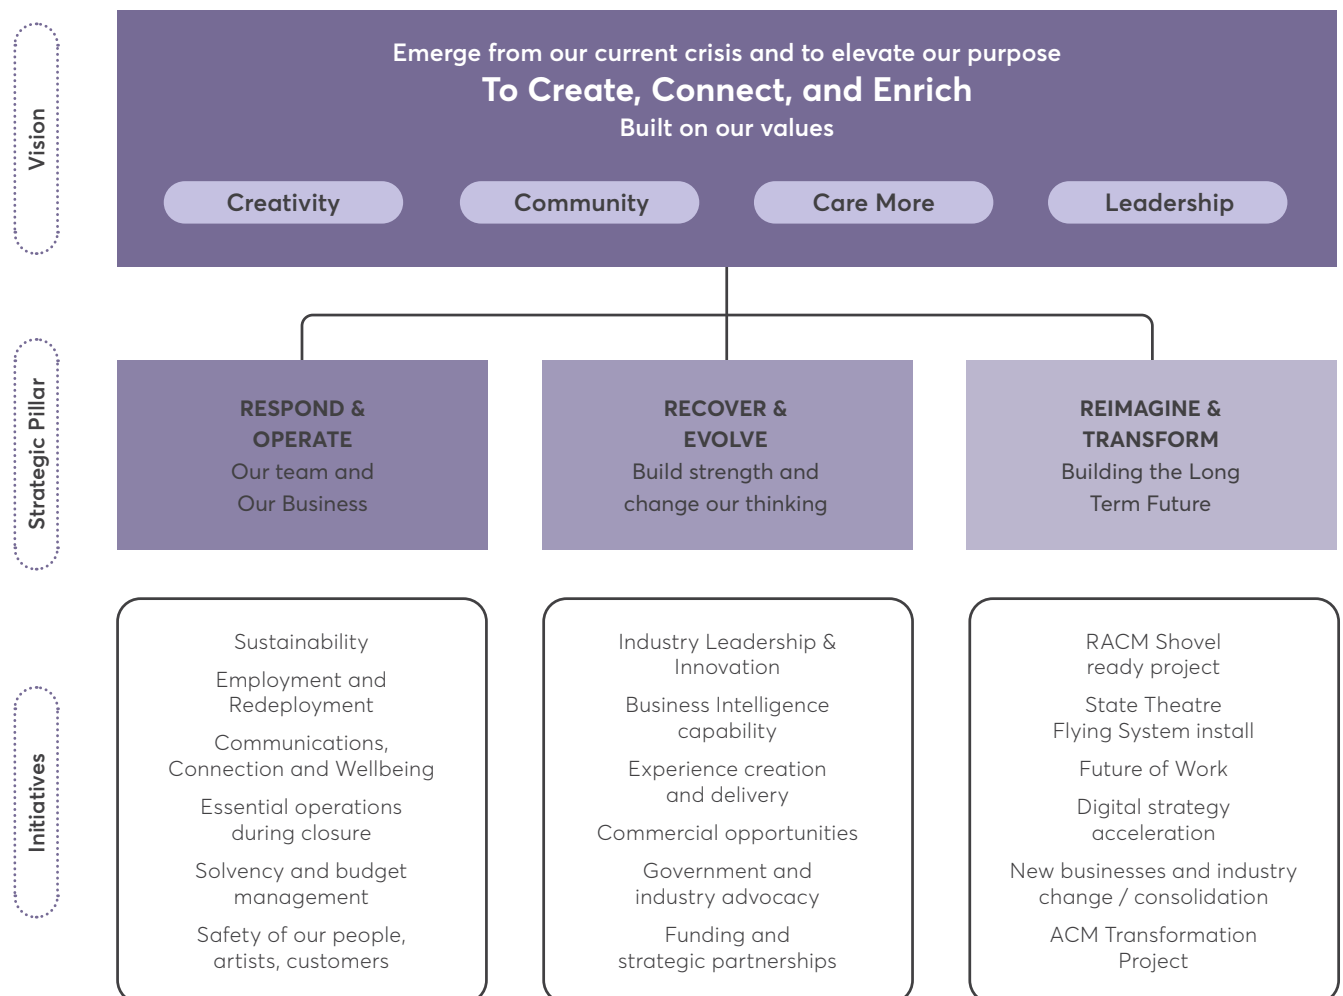 Vision
Emerge from our current crisis and to elevate our purpose
To Create, Connect, and Enrich
Built on our values
Creativity
Community
Care More
Leadership
Strategic Pillar
RESPOND &
OPERATE
Our team and
Our Business
RECOVER &
EVOLVE
Build strength and
change our thinking
REIMAGINE &
TRANSFORM
Building the Long
Term Future
Initiatives
Sustainability
Employment and
Redeployment
Communications,
Connection and Wellbeing
Essential operations
during closure
Solvency and budget
management
Safety of our people,
artists, customers
Industry Leadership &
Innovation
Business Intelligence
capability
Experience creation
and delivery
Commercial opportunities
Government and
industry advocacy
Funding and
strategic partnerships
RACM Shovel
ready project
State Theatre
Flying System install
Future of Work
Digital strategy
acceleration
New businesses and industry
change / consolidation
ACM Transformation
Project